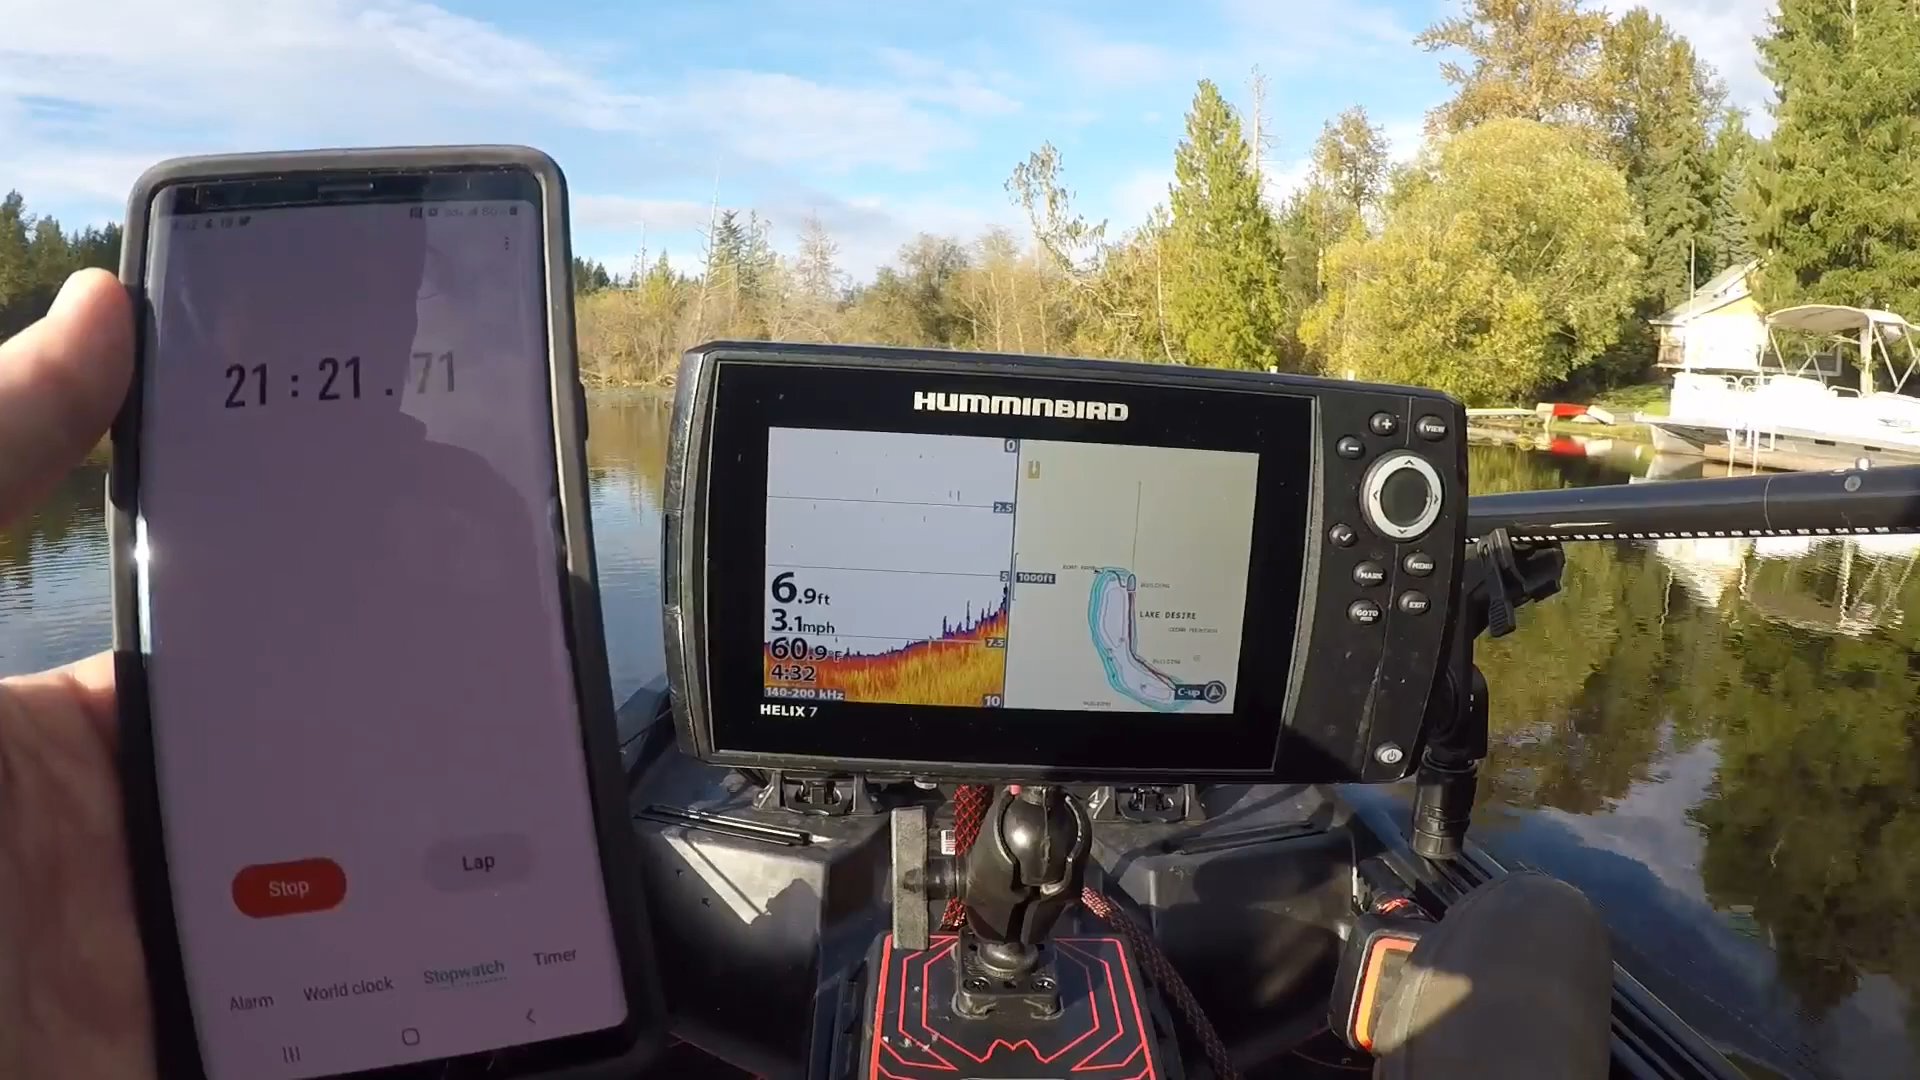 21 : 21 . 71
Stop
Lap
Alarm
World clock
Stopwatch
Timer
HUMMINBIRD
0
2.5
5
7.5
10
6.9ft
3.1mph
60.9°F
4:32
140-200 kHz
1000ft
BUILDING
LAKE DESIRE
BUILDING
C-up
HELIX 7
VIEW
MARK
MENU
GOTO
EXIT